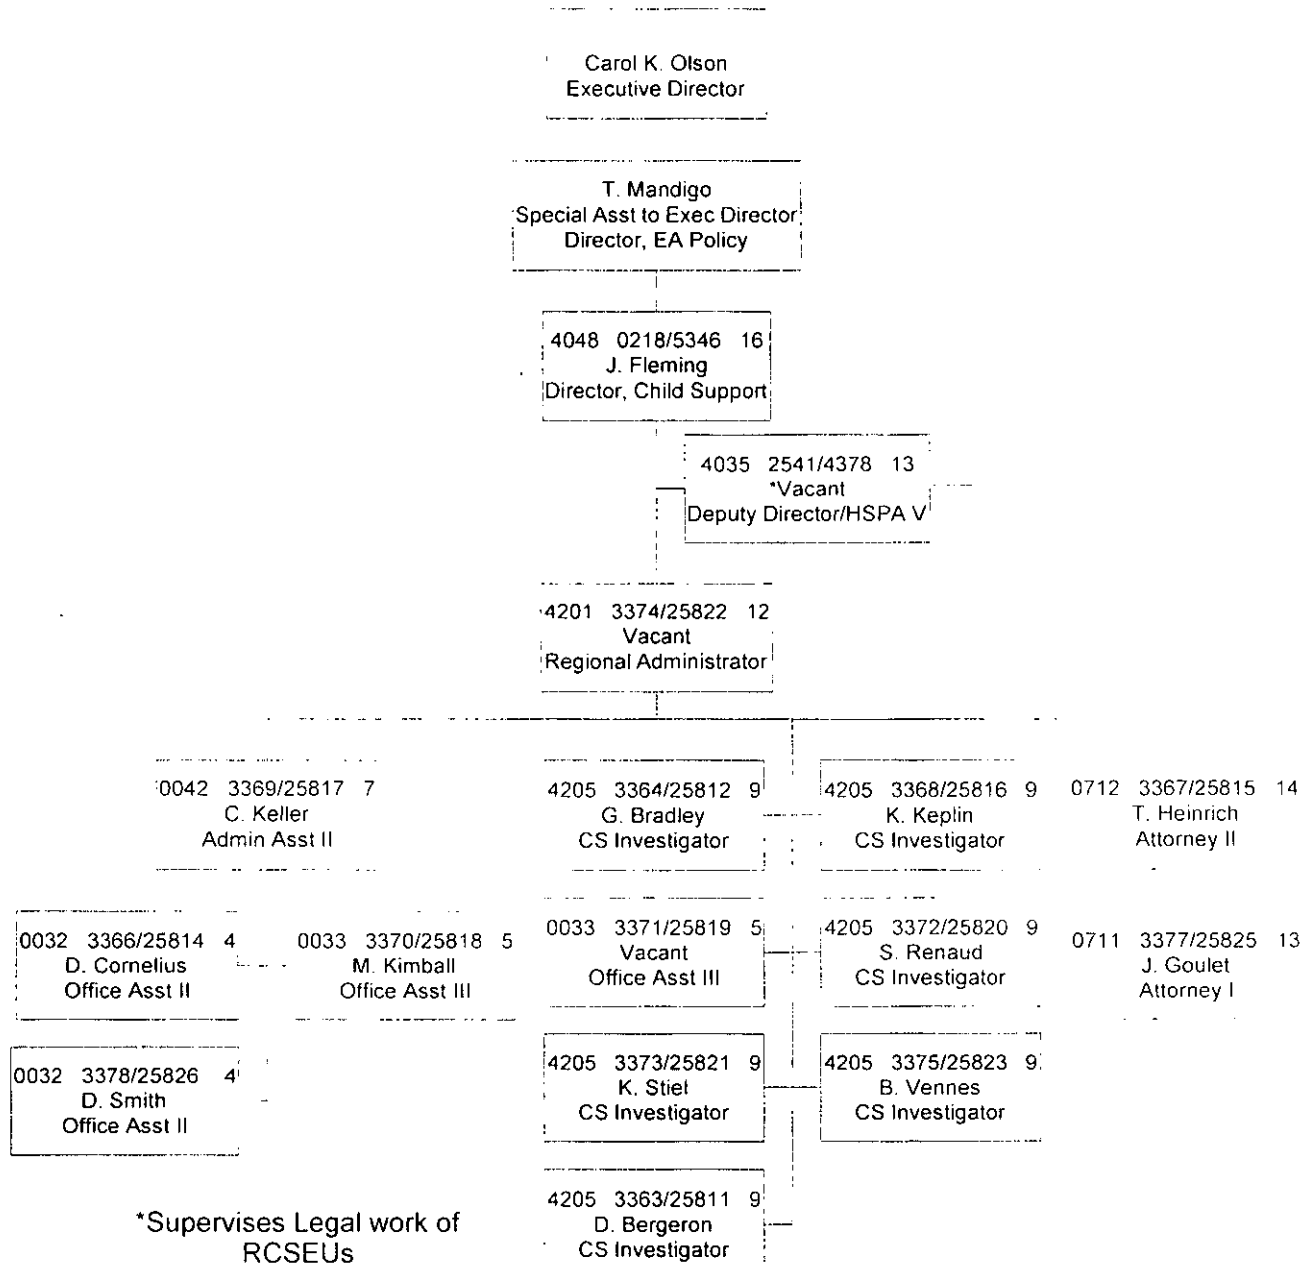 Carol K. Olson
Executive Director
T. Mandigo
Special Asst to Exec Director
Director, EA Policy
4048 0218/5346 16
J. Fleming
Director, Child Support
4035 2541/4378 13
*Vacant
Deputy Director/HSPA V
4201 3374/25822 12
Vacant
Regional Administrator
0042 3369/25817 7
C. Keller
Admin Asst II
4205 3364/25812 9
G. Bradley
CS Investigator
4205 3368/25816 9
K. Keplin
CS Investigator
0712 3367/25815 14
T. Heinrich
Attorney II
0032 3366/25814 4
D. Cornelius
Office Asst II
0033 3370/25818 5
M. Kimball
Office Asst III
0033 3371/25819 5
Vacant
Office Asst III
4205 3372/25820 9
S. Renaud
CS Investigator
0711 3377/25825 13
J. Goulet
Attorney I
0032 3378/25826 4
D. Smith
Office Asst II
4205 3373/25821 9
K. Stiel
CS Investigator
4205 3375/25823 9
B. Vennes
CS Investigator
4205 3363/25811 9
D. Bergeron
CS Investigator
*Supervises Legal work of
RCSEUs